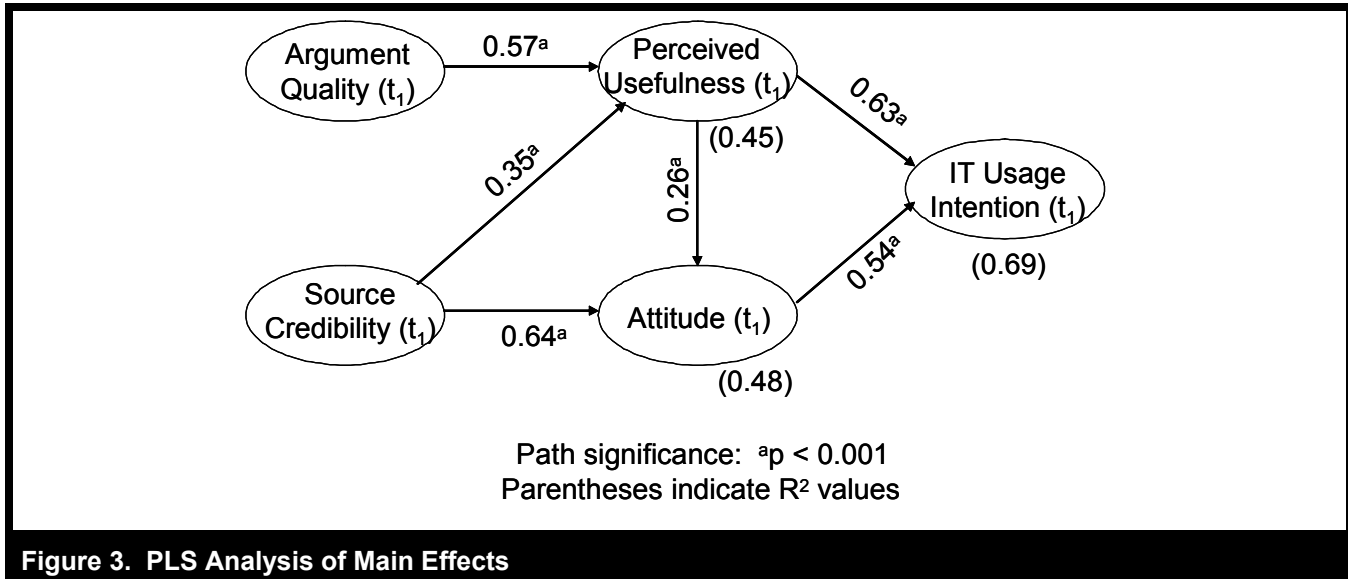 Argument
Quality (t₁)
0.57ᵃ
Perceived
Usefulness (t₁)
(0.45)
0.63ᵃ
0.35ᵃ
0.26ᵃ
IT Usage
Intention (t₁)
(0.69)
Source
Credibility (t₁)
0.64ᵃ
Attitude (t₁)
(0.48)
0.54ᵃ
Path significance: ᵃp < 0.001
Parentheses indicate R² values
Figure 3. PLS Analysis of Main Effects